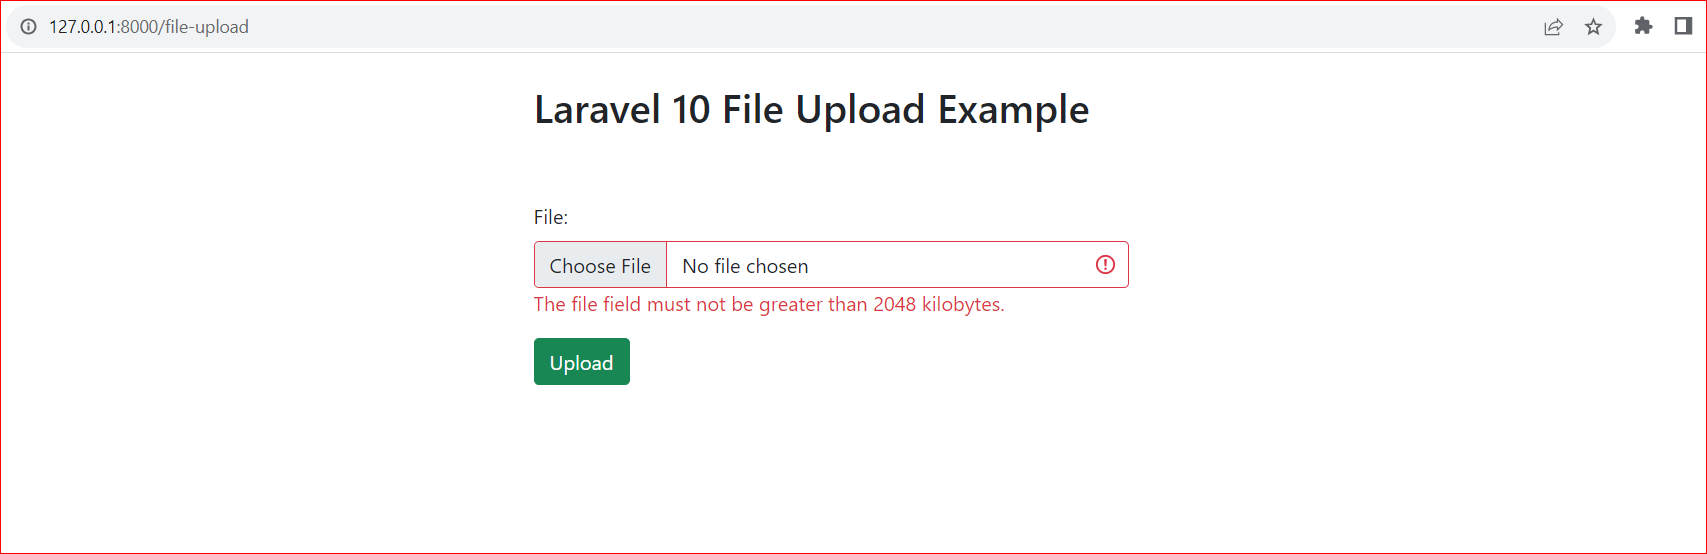 127.0.0.1:8000/file-upload
Laravel 10 File Upload Example
File:
Choose File No file chosen
The file field must not be greater than 2048 kilobytes.
Upload